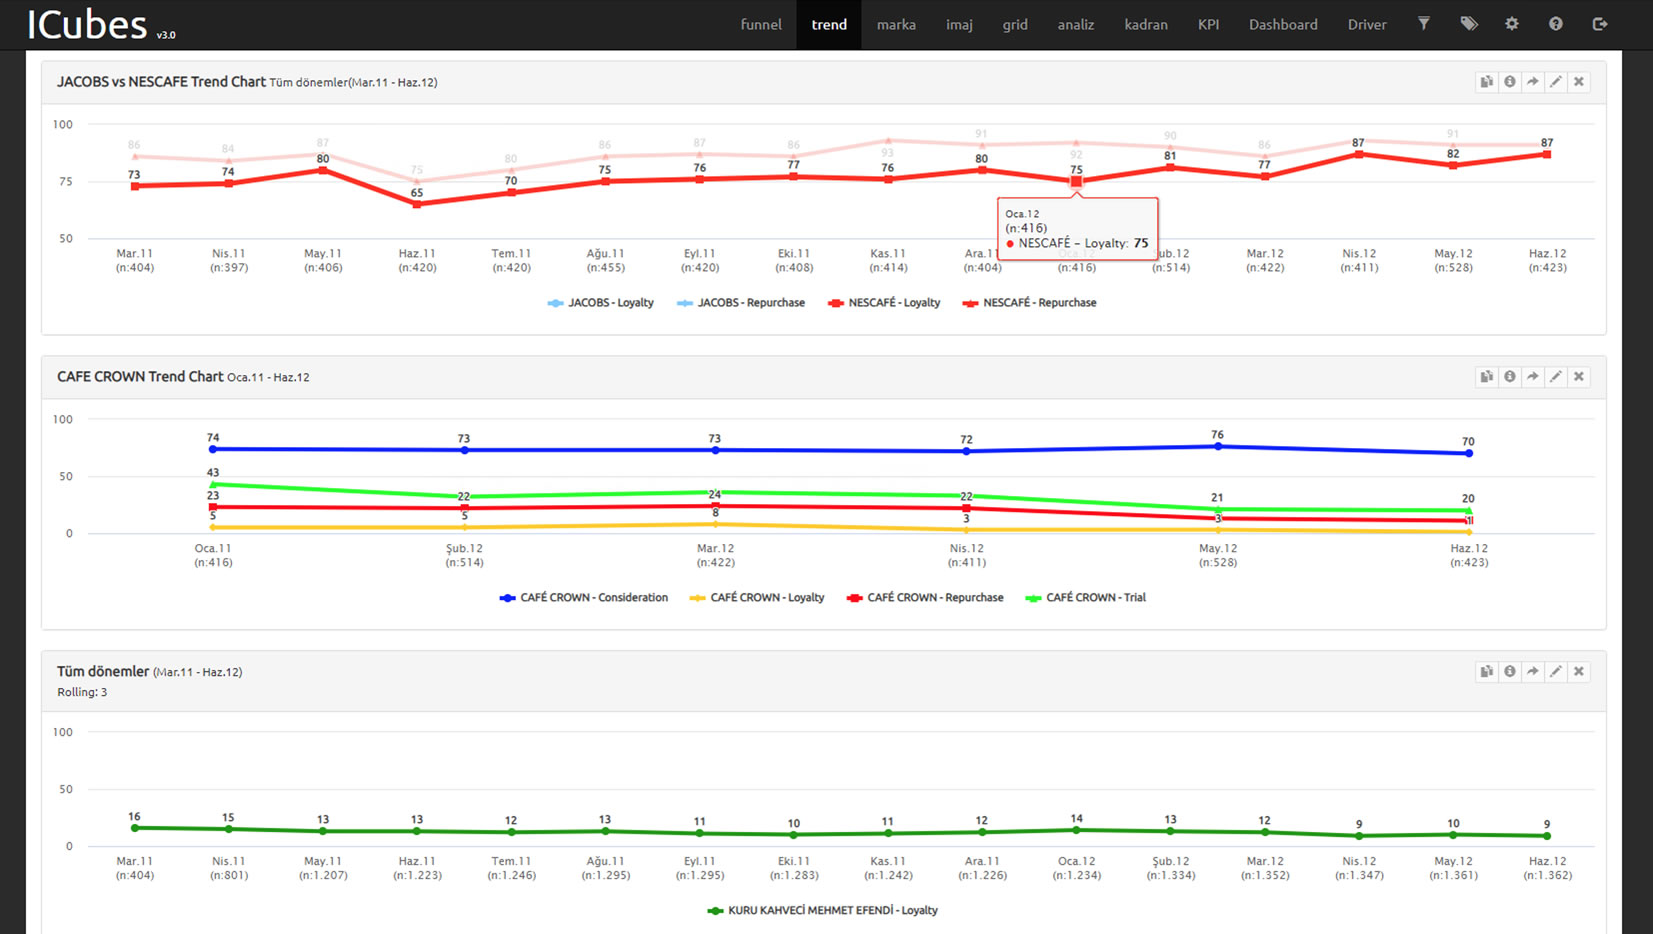 ICubes v3.0
funnel trend marka imaj grid analiz kadran KPI Dashboard Driver
JACOBS vs NESCAFE Trend Chart Tüm dönemler(Mar.11 - Haz.12)
100
75
50
86 84 87 75 80 86 87 86 93 91 92 90 86 91
73 74 80 65 70 75 76 77 76 80 75 81 77 87 82 87
Oca.12
(n:416)
NESCAFÉ – Loyalty: 75
Mar.11 Nis.11 May.11 Haz.11 Tem.11 Ağu.11 Eyl.11 Eki.11 Kas.11 Ara.11 Oca.12 Şub.12 Mar.12 Nis.12 May.12 Haz.12
(n:404) (n:397) (n:406) (n:420) (n:420) (n:455) (n:420) (n:408) (n:414) (n:404) (n:416) (n:514) (n:422) (n:411) (n:528) (n:423)
JACOBS - Loyalty JACOBS - Repurchase NESCAFÉ - Loyalty NESCAFÉ - Repurchase
CAFE CROWN Trend Chart Oca.11 - Haz.12
100
50
0
74 73 73 72 76 70
43 22 24 22 21 20
23
5 5 8 3 3 11
Oca.11 Şub.12 Mar.12 Nis.12 May.12 Haz.12
(n:416) (n:514) (n:422) (n:411) (n:528) (n:423)
CAFÉ CROWN - Consideration CAFÉ CROWN - Loyalty CAFÉ CROWN - Repurchase CAFÉ CROWN - Trial
Tüm dönemler (Mar.11 - Haz.12)
Rolling: 3
100
50
0
16 15 13 13 12 13 11 10 11 12 14 13 12 9 10 9
Mar.11 Nis.11 May.11 Haz.11 Tem.11 Ağu.11 Eyl.11 Eki.11 Kas.11 Ara.11 Oca.12 Şub.12 Mar.12 Nis.12 May.12 Haz.12
(n:404) (n:801) (n:1.207) (n:1.223) (n:1.246) (n:1.295) (n:1.295) (n:1.283) (n:1.242) (n:1.226) (n:1.234) (n:1.334) (n:1.352) (n:1.347) (n:1.361) (n:1.362)
KURU KAHVECİ MEHMET EFENDİ - Loyalty